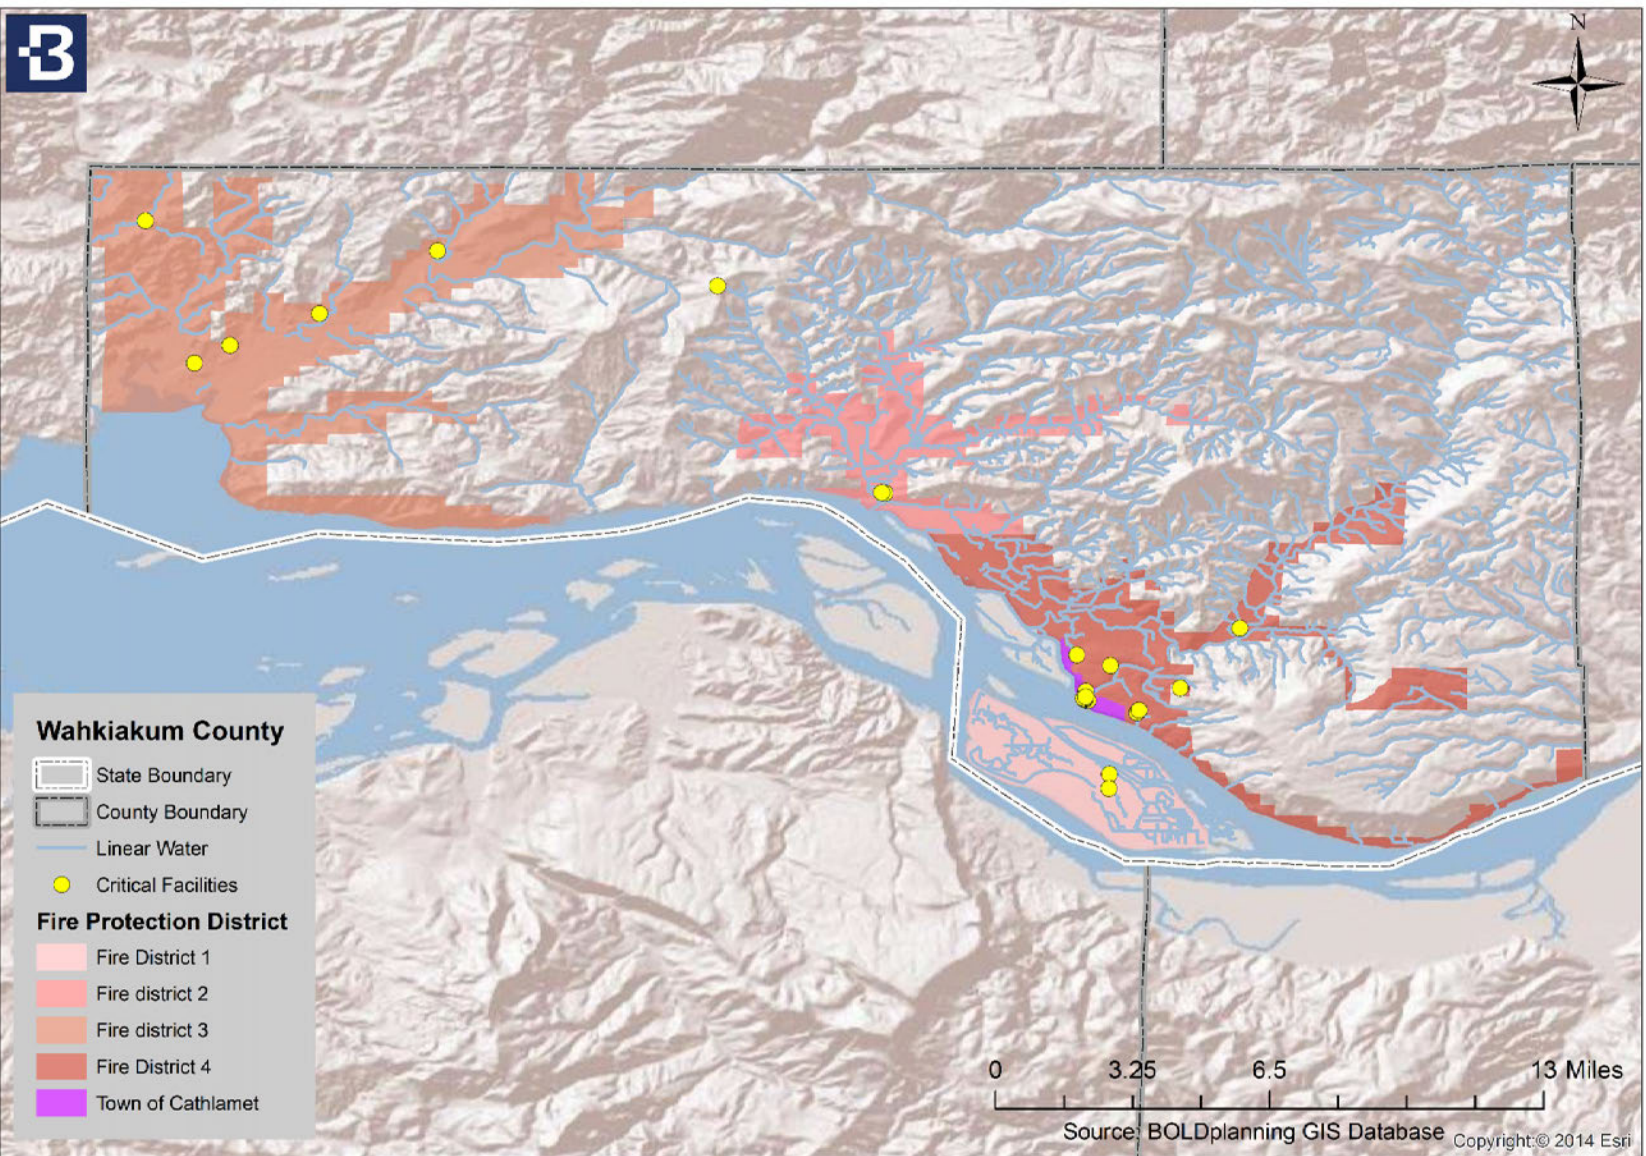 B
N
Wahkiakum County
State Boundary
County Boundary
Linear Water
Critical Facilities
Fire Protection District
Fire District 1
Fire district 2
Fire district 3
Fire District 4
Town of Cathlamet
0 3.25 6.5 13 Miles
Source: BOLDplanning GIS Database
Copyright:© 2014 Esri